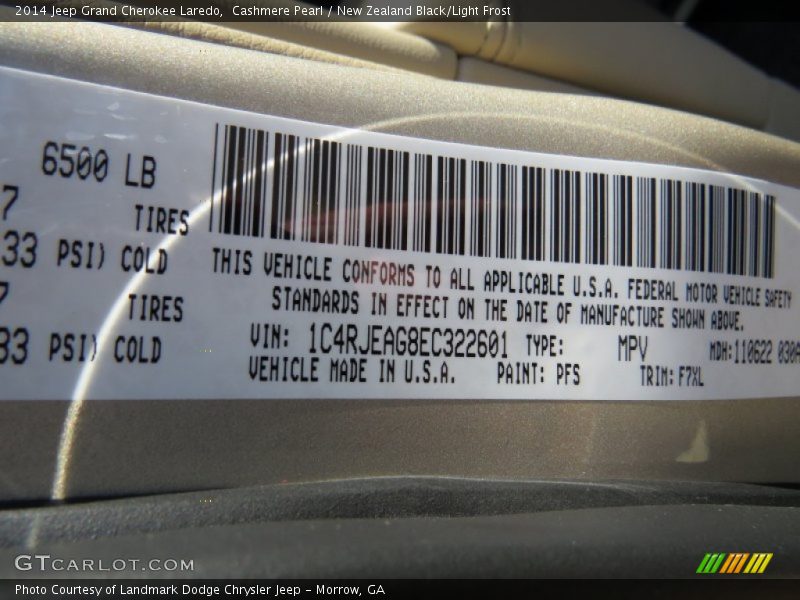 2014 Jeep Grand Cherokee Laredo, Cashmere Pearl / New Zealand Black/Light Frost
6500 LB
7 TIRES
33 PSI) COLD
TIRES
33 PSI) COLD
THIS VEHICLE CONFORMS TO ALL APPLICABLE U.S.A. FEDERAL MOTOR VEHICLE SAFETY
STANDARDS IN EFFECT ON THE DATE OF MANUFACTURE SHOWN ABOVE.
VIN: 1C4RJEAG8EC322601 TYPE: MPV MDH:110622 030
VEHICLE MADE IN U.S.A. PAINT: PFS TRIM: F7XL
GTCARLOT.COM
Photo Courtesy of Landmark Dodge Chrysler Jeep - Morrow, GA